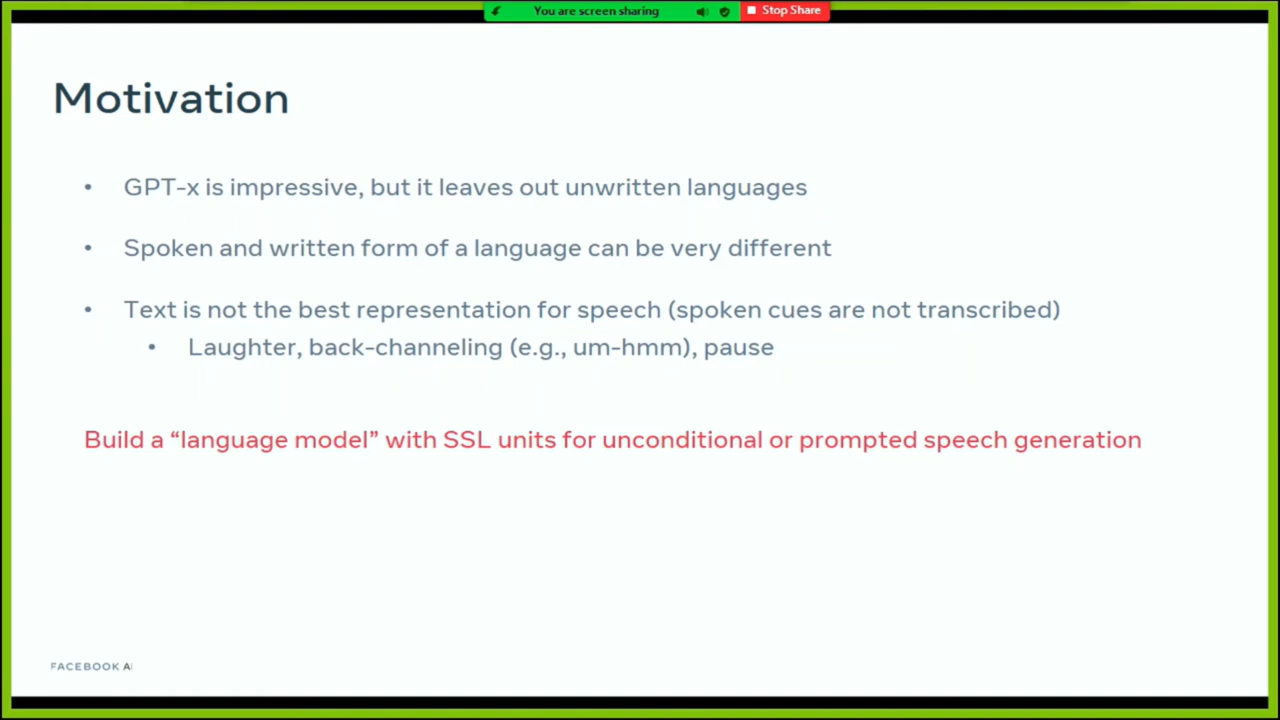 You are screen sharing
Stop Share
Motivation
• GPT-x is impressive, but it leaves out unwritten languages
• Spoken and written form of a language can be very different
• Text is not the best representation for speech (spoken cues are not transcribed)
• Laughter, back-channeling (e.g., um-hmm), pause
Build a “language model” with SSL units for unconditional or prompted speech generation
FACEBOOK AI